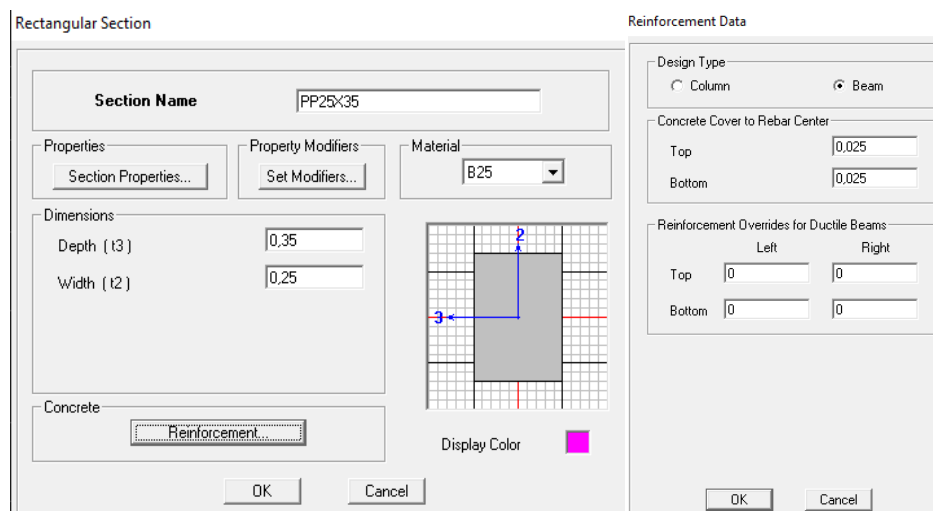 Rectangular Section
Section Name
PP25X35
Properties
Section Properties...
Property Modifiers
Set Modifiers...
Material
B25
Dimensions
Depth ( t3 )
0,35
Width ( t2 )
0,25
2
3
Concrete
Reinforcement...
Display Color
OK
Cancel
Reinforcement Data
Design Type
Column
Beam
Concrete Cover to Rebar Center
Top
0,025
Bottom
0,025
Reinforcement Overrides for Ductile Beams
Left
Right
Top
0
0
Bottom
0
0
OK
Cancel